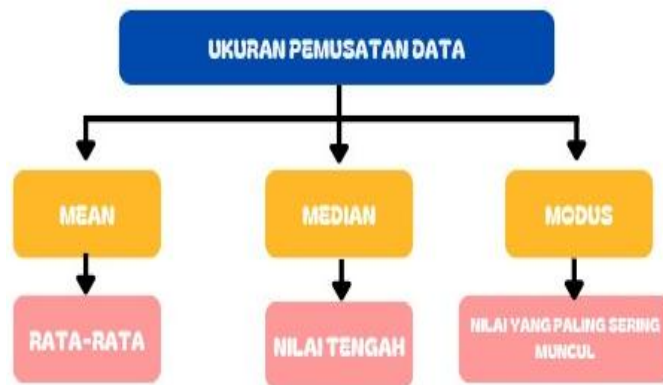 UKURAN PEMUSATAN DATA
MEAN
MEDIAN
MODUS
RATA-RATA
NILAI TENGAH
NILAI YANG PALING SERING
MUNCUL